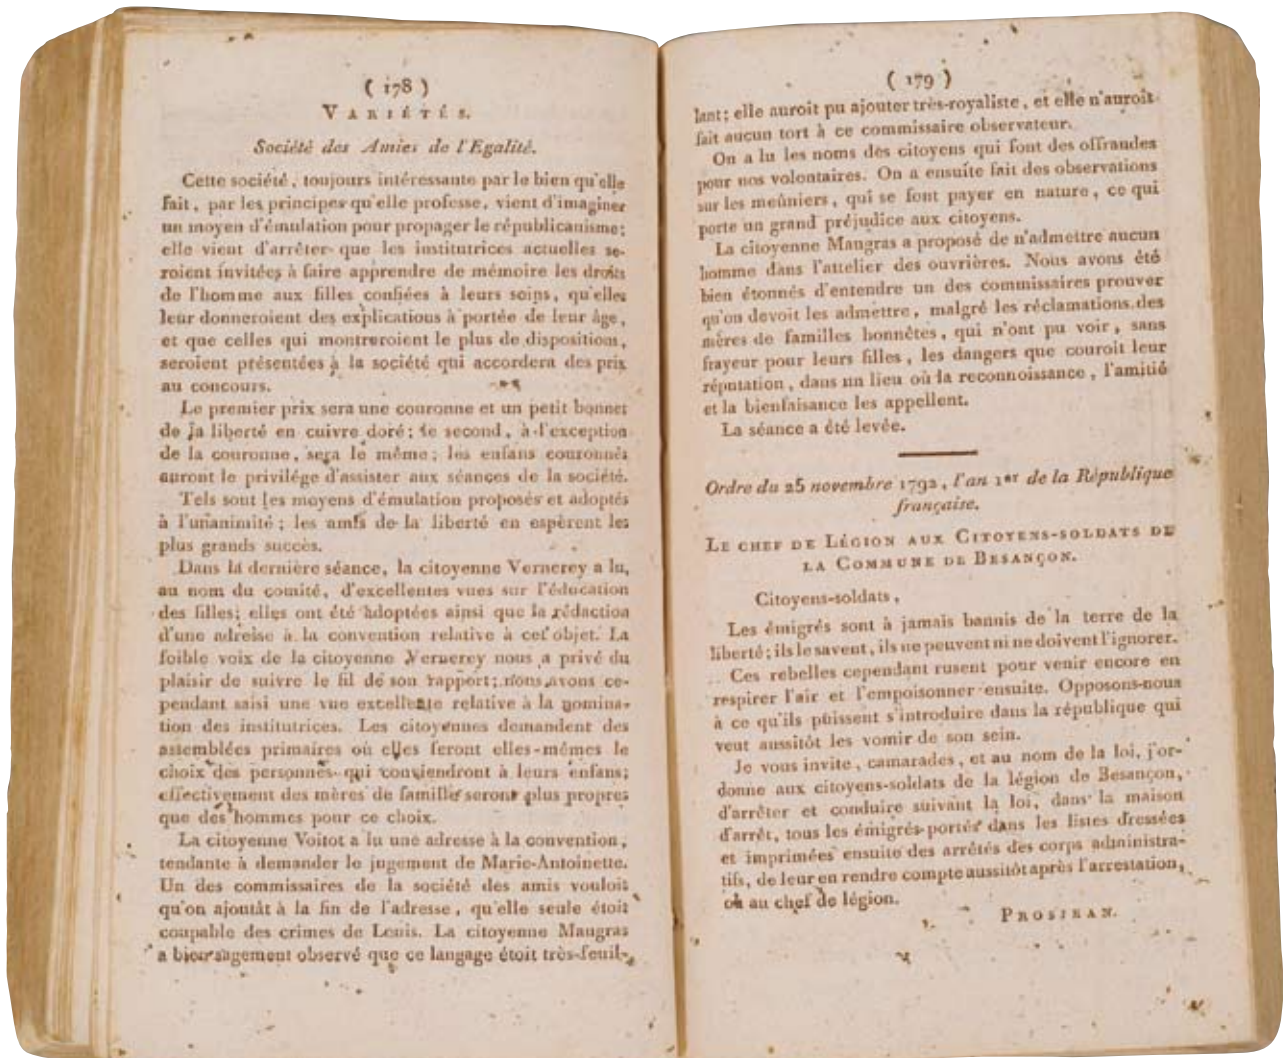 ( 178 )
VARIÉTÉS.
Société des Amies de l'Egalité.
Cette société, toujours intéressante par le bien qu'elle
fait, par les principes qu'elle professe, vient d'imaginer
un moyen d'émulation pour propager le républicanisme;
elle vient d'arrêter que les institutrices actuelles se-
roient invitées à faire apprendre de mémoire les droits
de l'homme aux filles confiées à leurs soins, qu'elles
leur donneroient des explications à portée de leur âge,
et que celles qui montreroient le plus de dispositions,
seroient présentées à la société qui accordera des prix
au concours.
Le premier prix sera une couronne et un petit bonnet
de la liberté en cuivre doré; le second, à l'exception
de la couronne, sera le même; les enfans couronnés
auront le privilége d'assister aux séances de la société.
Tels sont les moyens d'émulation proposés et adoptés
à l'unanimité; les amis de la liberté en espèrent les
plus grands succès.
Dans la dernière séance, la citoyenne Vernerey a lu,
au nom du comité, d'excellentes vues sur l'éducation
des filles; elles ont été adoptées ainsi que la rédaction
d'une adresse à la convention relative à cet objet. La
foible voix de la citoyenne Vernerey nous a privé du
plaisir de suivre le fil de son rapport; nous avons ce-
pendant saisi une vue excellente relative à la nomina-
tion des institutrices. Les citoyennes demandent des
assemblées primaires où elles feront elles-mêmes le
choix des personnes qui conviendront à leurs enfans;
effectivement des mères de famille seront plus propres
que des hommes pour ce choix.
La citoyenne Voitot a lu une adresse à la convention,
tendante à demander le jugement de Marie-Antoinette.
Un des commissaires de la société des amis vouloit
qu'on ajoutât à la fin de l'adresse, qu'elle seule étoit
coupable des crimes de Louis. La citoyenne Maugras
a bien sagement observé que ce langage étoit très-feuil-
( 179 )
lant; elle auroit pu ajouter très-royaliste, et elle n'auroit
fait aucun tort à ce commissaire observateur.
On a lu les noms des citoyens qui font des offrandes
pour nos volontaires. On a ensuite fait des observations
sur les meûniers, qui se font payer en nature, ce qui
porte un grand préjudice aux citoyens.
La citoyenne Maugras a proposé de n'admettre aucun
homme dans l'attelier des ouvrières. Nous avons été
bien étonnés d'entendre un des commissaires prouver
qu'on devoit les admettre, malgré les réclamations des
mères de familles honnêtes, qui n'ont pu voir, sans
frayeur pour leurs filles, les dangers que couroit leur
réputation, dans un lieu où la reconnoissance, l'amitié
et la bienfaisance les appellent.
La séance a été levée.
Ordre du 25 novembre 1792, l'an 1er de la République
française.
LE CHEF DE LÉGION AUX CITOYENS-SOLDATS DE
LA COMMUNE DE BESANÇON.
Citoyens-soldats,
Les émigrés sont à jamais bannis de la terre de la
liberté; ils le savent, ils ne peuvent ni ne doivent l'ignorer.
Ces rebelles cependant rusent pour venir encore en
respirer l'air et l'empoisonner ensuite. Opposons-nous
à ce qu'ils puissent s'introduire dans la république qui
veut aussitôt les vomir de son sein.
Je vous invite, camarades, et au nom de la loi, j'or-
donne aux citoyens-soldats de la légion de Besançon,
d'arrêter et conduire suivant la loi, dans la maison
d'arrêt, tous les émigrés portés dans les listes dressées
et imprimées ensuite des arrêtés des corps administra-
tifs, de leur en rendre compte aussitôt après l'arrestation,
ou au chef de légion.